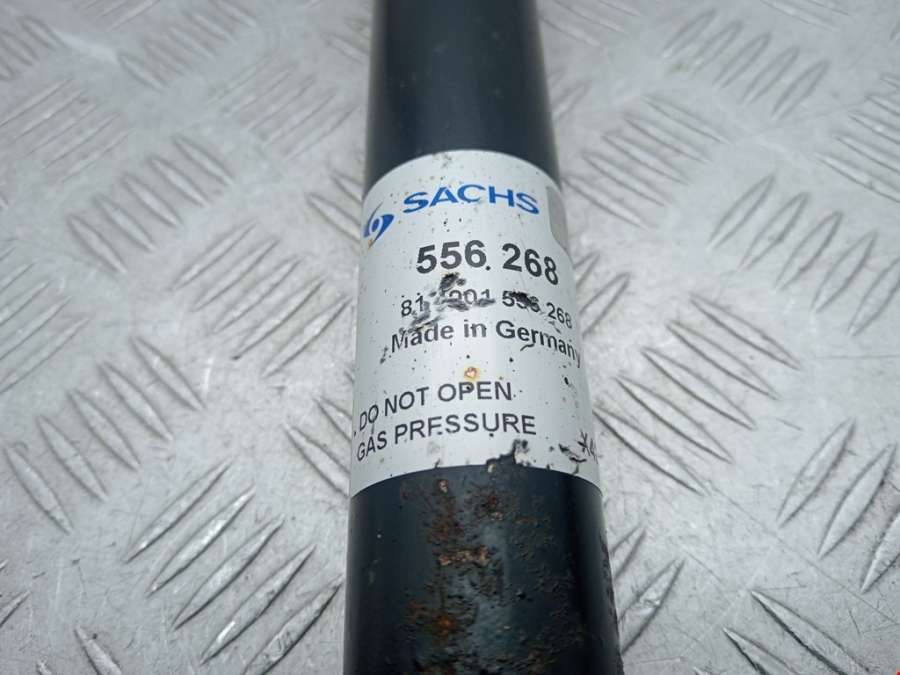 SACHS
556 268
Made in Germany
DO NOT OPEN
GAS PRESSURE